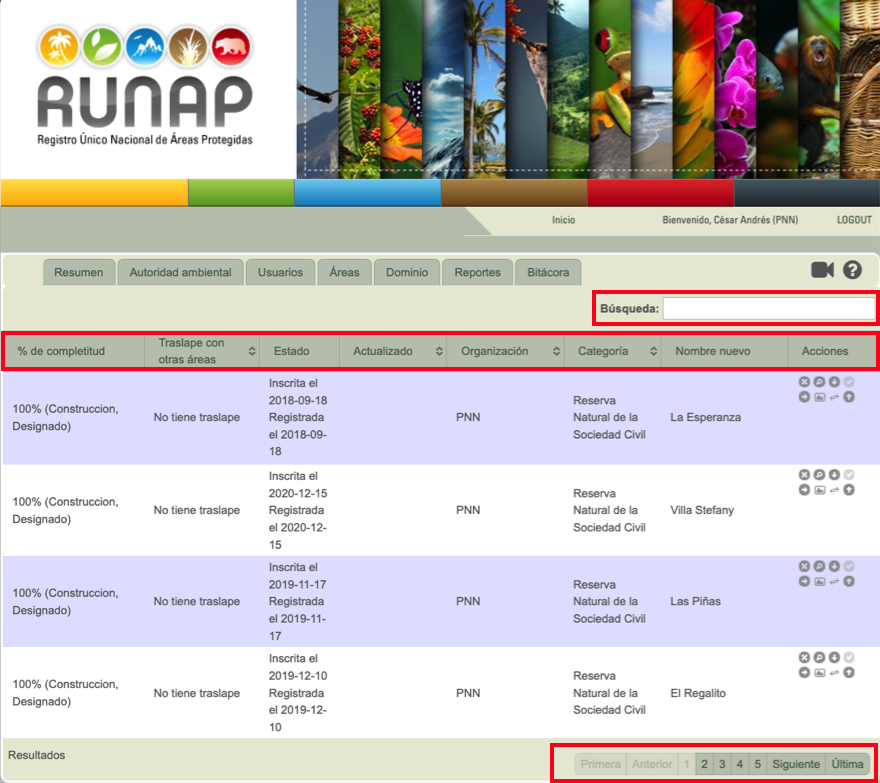 RUNAP
Registro Único Nacional de Áreas Protegidas
Inicio Bienvenido, César Andrés (PNN) LOGOUT
Resumen Autoridad ambiental Usuarios Áreas Dominio Reportes Bitácora
Búsqueda:
% de completitud Traslape con otras áreas Estado Actualizado Organización Categoría Nombre nuevo Acciones
Inscrita el
2018-09-18 Reserva
100% (Construccion, No tiene traslape Registrada PNN Natural de la La Esperanza
Designado) el 2018-09- Sociedad Civil
18
Inscrita el
2020-12-15 Reserva
100% (Construccion, No tiene traslape Registrada PNN Natural de la Villa Stefany
Designado) el 2020-12- Sociedad Civil
15
Inscrita el
2019-11-17 Reserva
100% (Construccion, No tiene traslape Registrada PNN Natural de la Las Piñas
Designado) el 2019-11- Sociedad Civil
17
Inscrita el
2019-12-10 Reserva
100% (Construccion, No tiene traslape Registrada PNN Natural de la El Regalito
Designado) el 2019-12- Sociedad Civil
10
Resultados
Primera Anterior 1 2 3 4 5 Siguiente Última